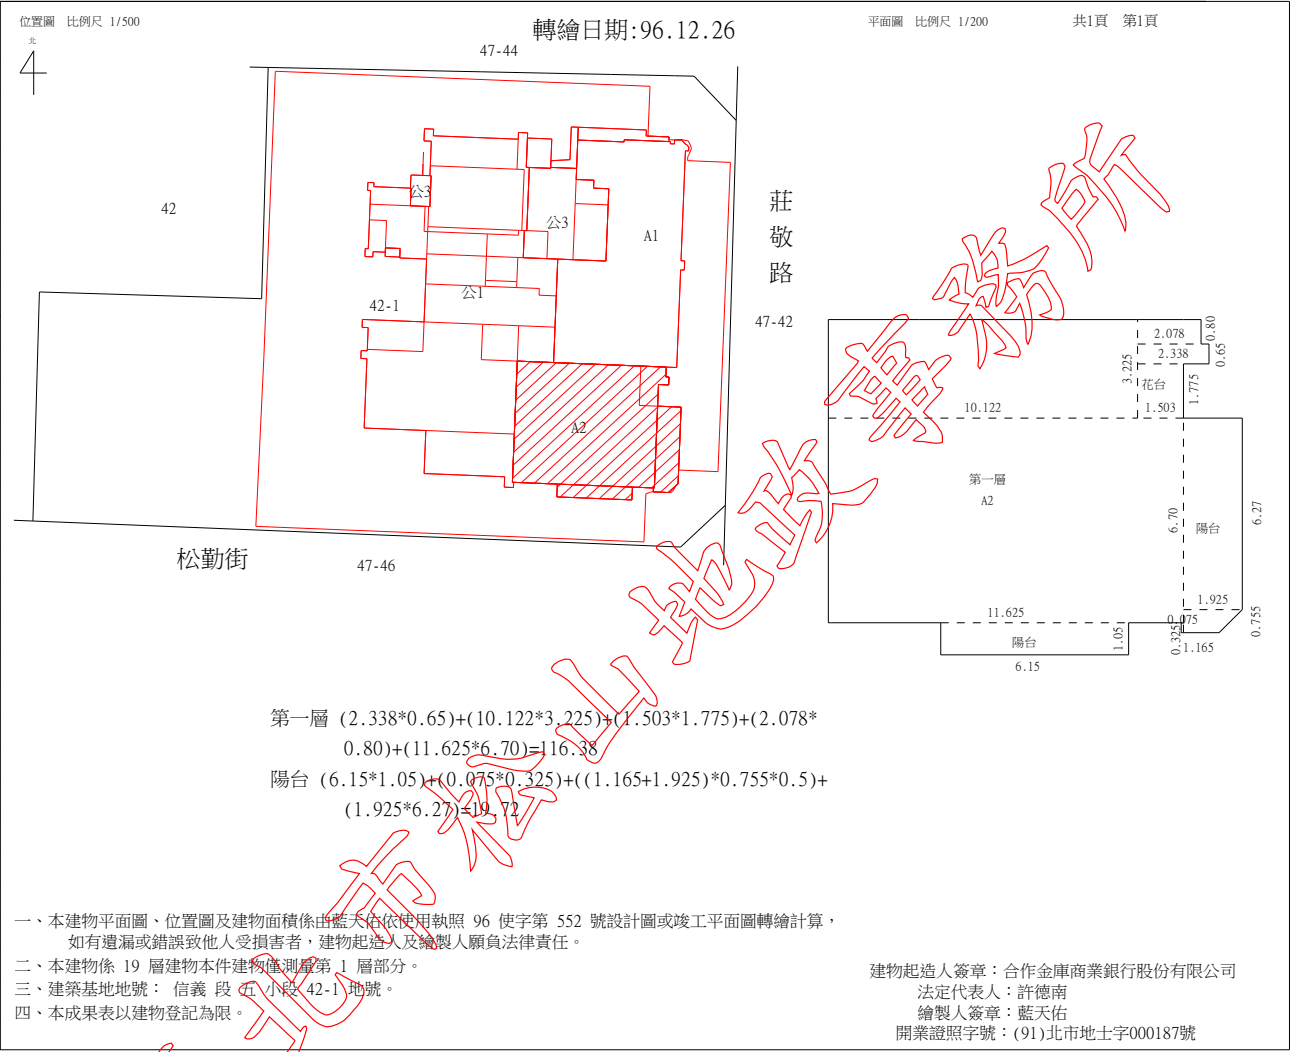 位置圖 比例尺 1/500
轉繪日期:96.12.26
平面圖 比例尺 1/200
共1頁 第1頁
北
47-44
42
公3
公3
A1
莊敬路
42-1
公1
47-42
A2
松勤街
47-46
2.078
0.80
2.338
0.65
3.225
花台
1.775
10.122
1.503
第一層
A2
6.70
陽台
6.27
1.925
11.625
0.075
0.755
陽台
1.05
0.325
1.165
6.15
第一層 (2.338*0.65)+(10.122*3.225)+(1.503*1.775)+(2.078*
0.80)+(11.625*6.70)=116.38
陽台 (6.15*1.05)+(0.075*0.325)+((1.165+1.925)*0.755*0.5)+
(1.925*6.27)=19.72
一、本建物平面圖、位置圖及建物面積係由藍天佑依使用執照 96 使字第 552 號設計圖或竣工平面圖轉繪計算，
如有遺漏或錯誤致他人受損害者，建物起造人及繪製人願負法律責任。
二、本建物係 19 層建物本件建物僅測量第 1 層部分。
三、建築基地地號： 信義 段 五 小段 42-1 地號。
四、本成果表以建物登記為限。
建物起造人簽章：合作金庫商業銀行股份有限公司
法定代表人：許德南
繪製人簽章：藍天佑
開業證照字號：(91)北市地士字000187號
北市松山地政事務所